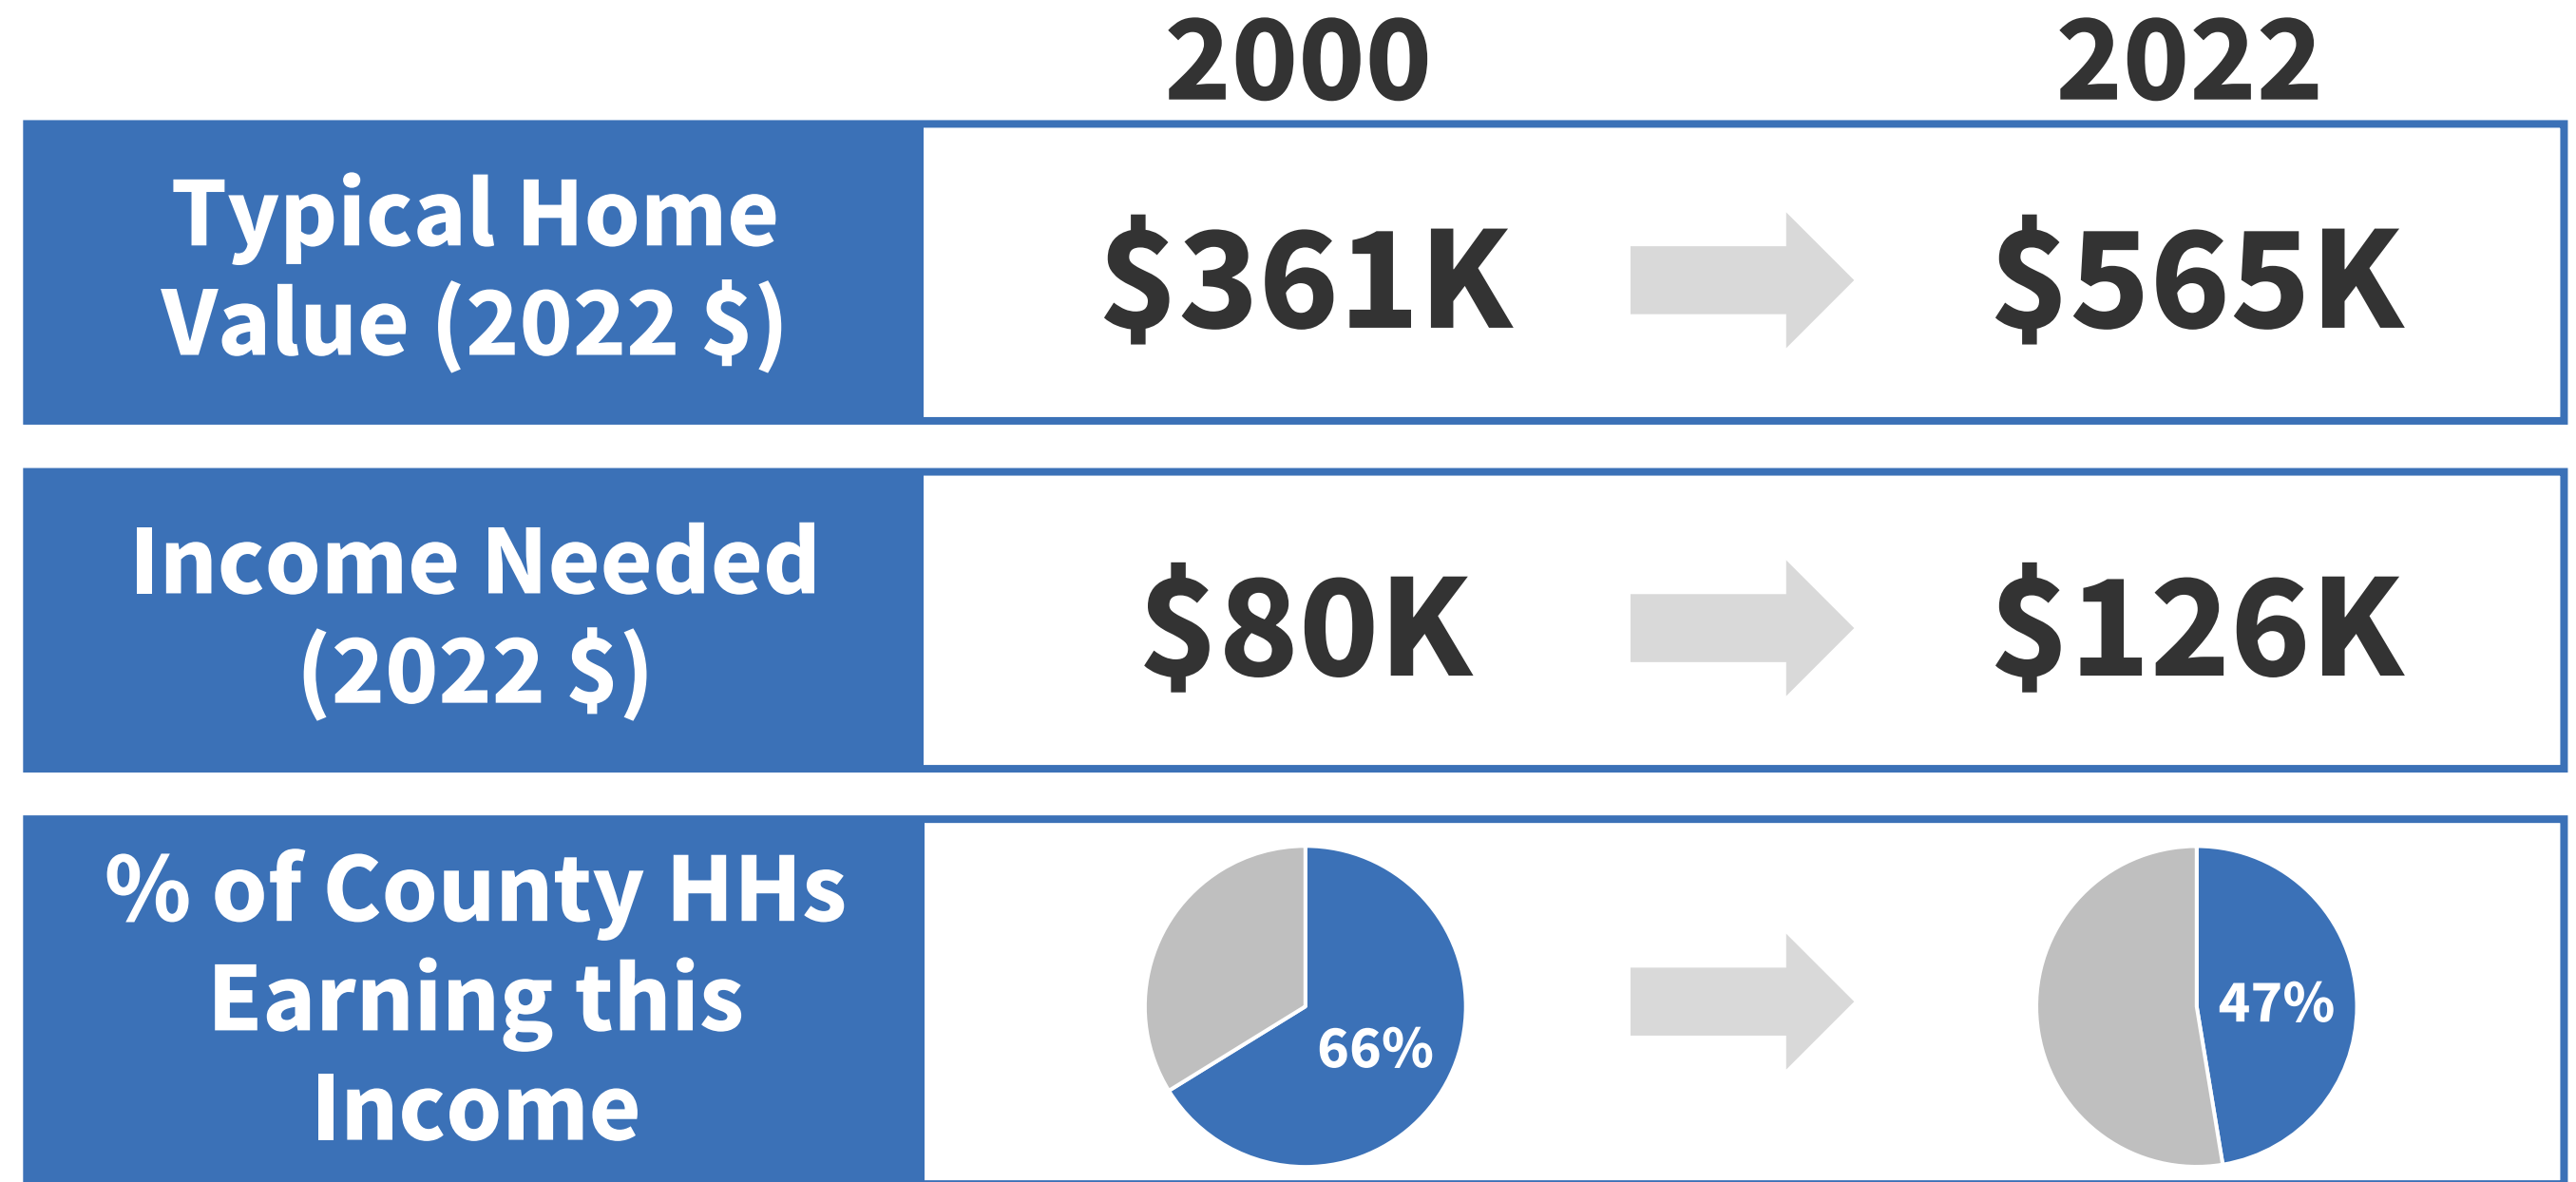 2000 2022
Typical Home
Value (2022 $)
$361K $565K
Income Needed
(2022 $)
$80K $126K
% of County HHs
Earning this
Income
66% 47%